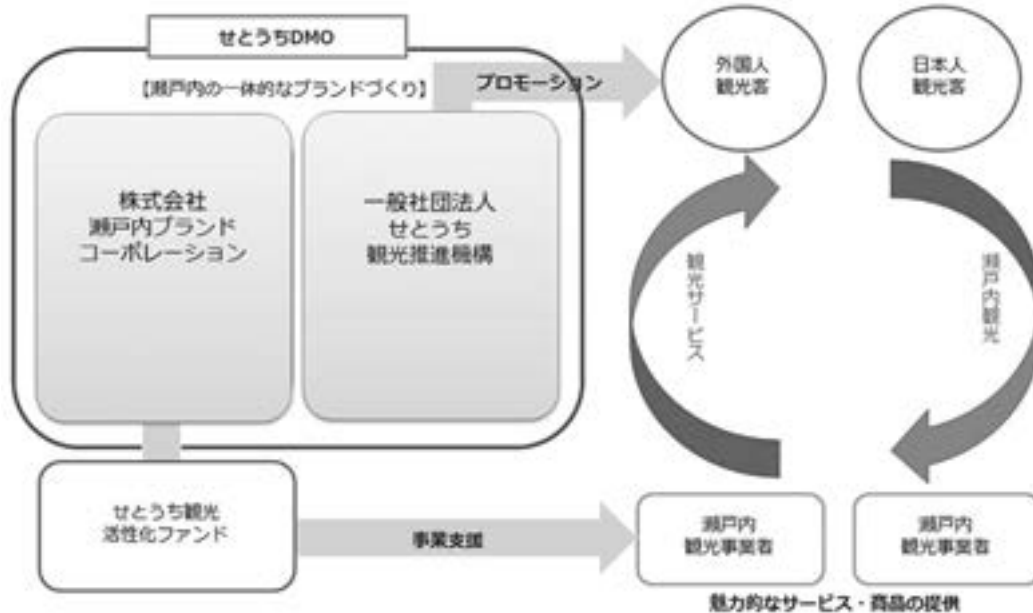 せとうちDMO
【瀬戸内の一体的なブランドづくり】
プロモーション
外国人
観光客
日本人
観光客
株式会社
瀬戸内ブランド
コーポレーション
一般社団法人
せとうち
観光推進機構
観光サービス
瀬戸内観光
せとうち観光
活性化ファンド
事業支援
瀬戸内
観光事業者
瀬戸内
観光事業者
魅力的なサービス・商品の提供